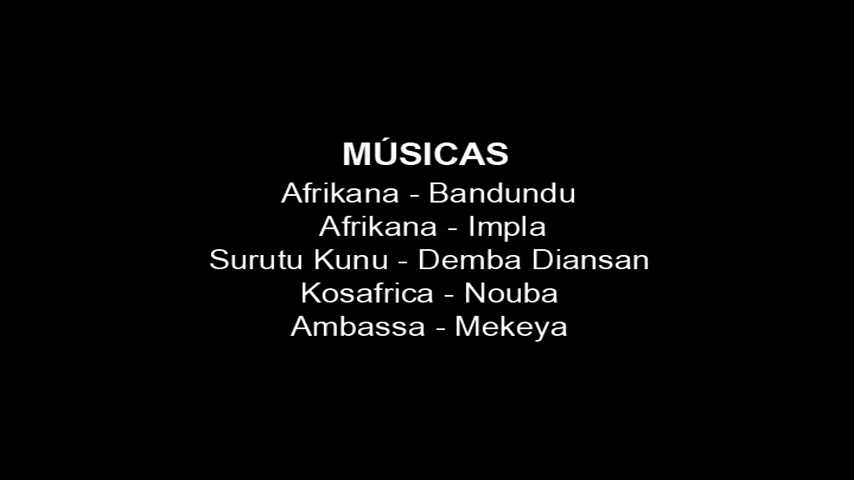 MÚSICAS
Afrikana - Bandundu
Afrikana - Impla
Surutu Kunu - Demba Diansan
Kosafrica - Nouba
Ambassa - Mekeya